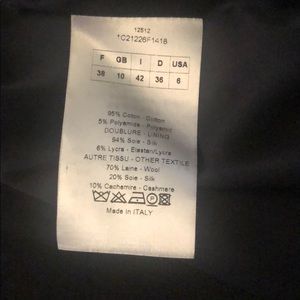 12512
1C21226F1418
F GB I D USA
38 10 42 36 6
95% Coton - Cotton
5% Polyamide - Polyamid
DOUBLURE - LINING
94% Soie - Silk
6% Lycra - Elastan/Lycra
AUTRE TISSU - OTHER TEXTILE
70% Laine - Wool
20% Soie - Silk
10% Cachemire - Cashmere
Made in ITALY